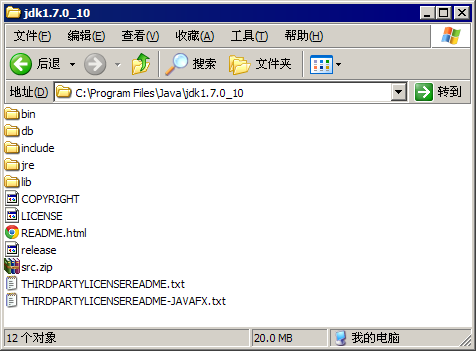 jdk1.7.0_10
文件(F) 编辑(E) 查看(V) 收藏(A) 工具(T) 帮助(H)
后退 搜索 文件夹
地址(D) C:\Program Files\Java\jdk1.7.0_10 转到
bin
db
include
jre
lib
COPYRIGHT
LICENSE
README.html
release
src.zip
THIRDPARTYLICENSEREADME.txt
THIRDPARTYLICENSEREADME-JAVAFX.txt
12 个对象 20.0 MB 我的电脑